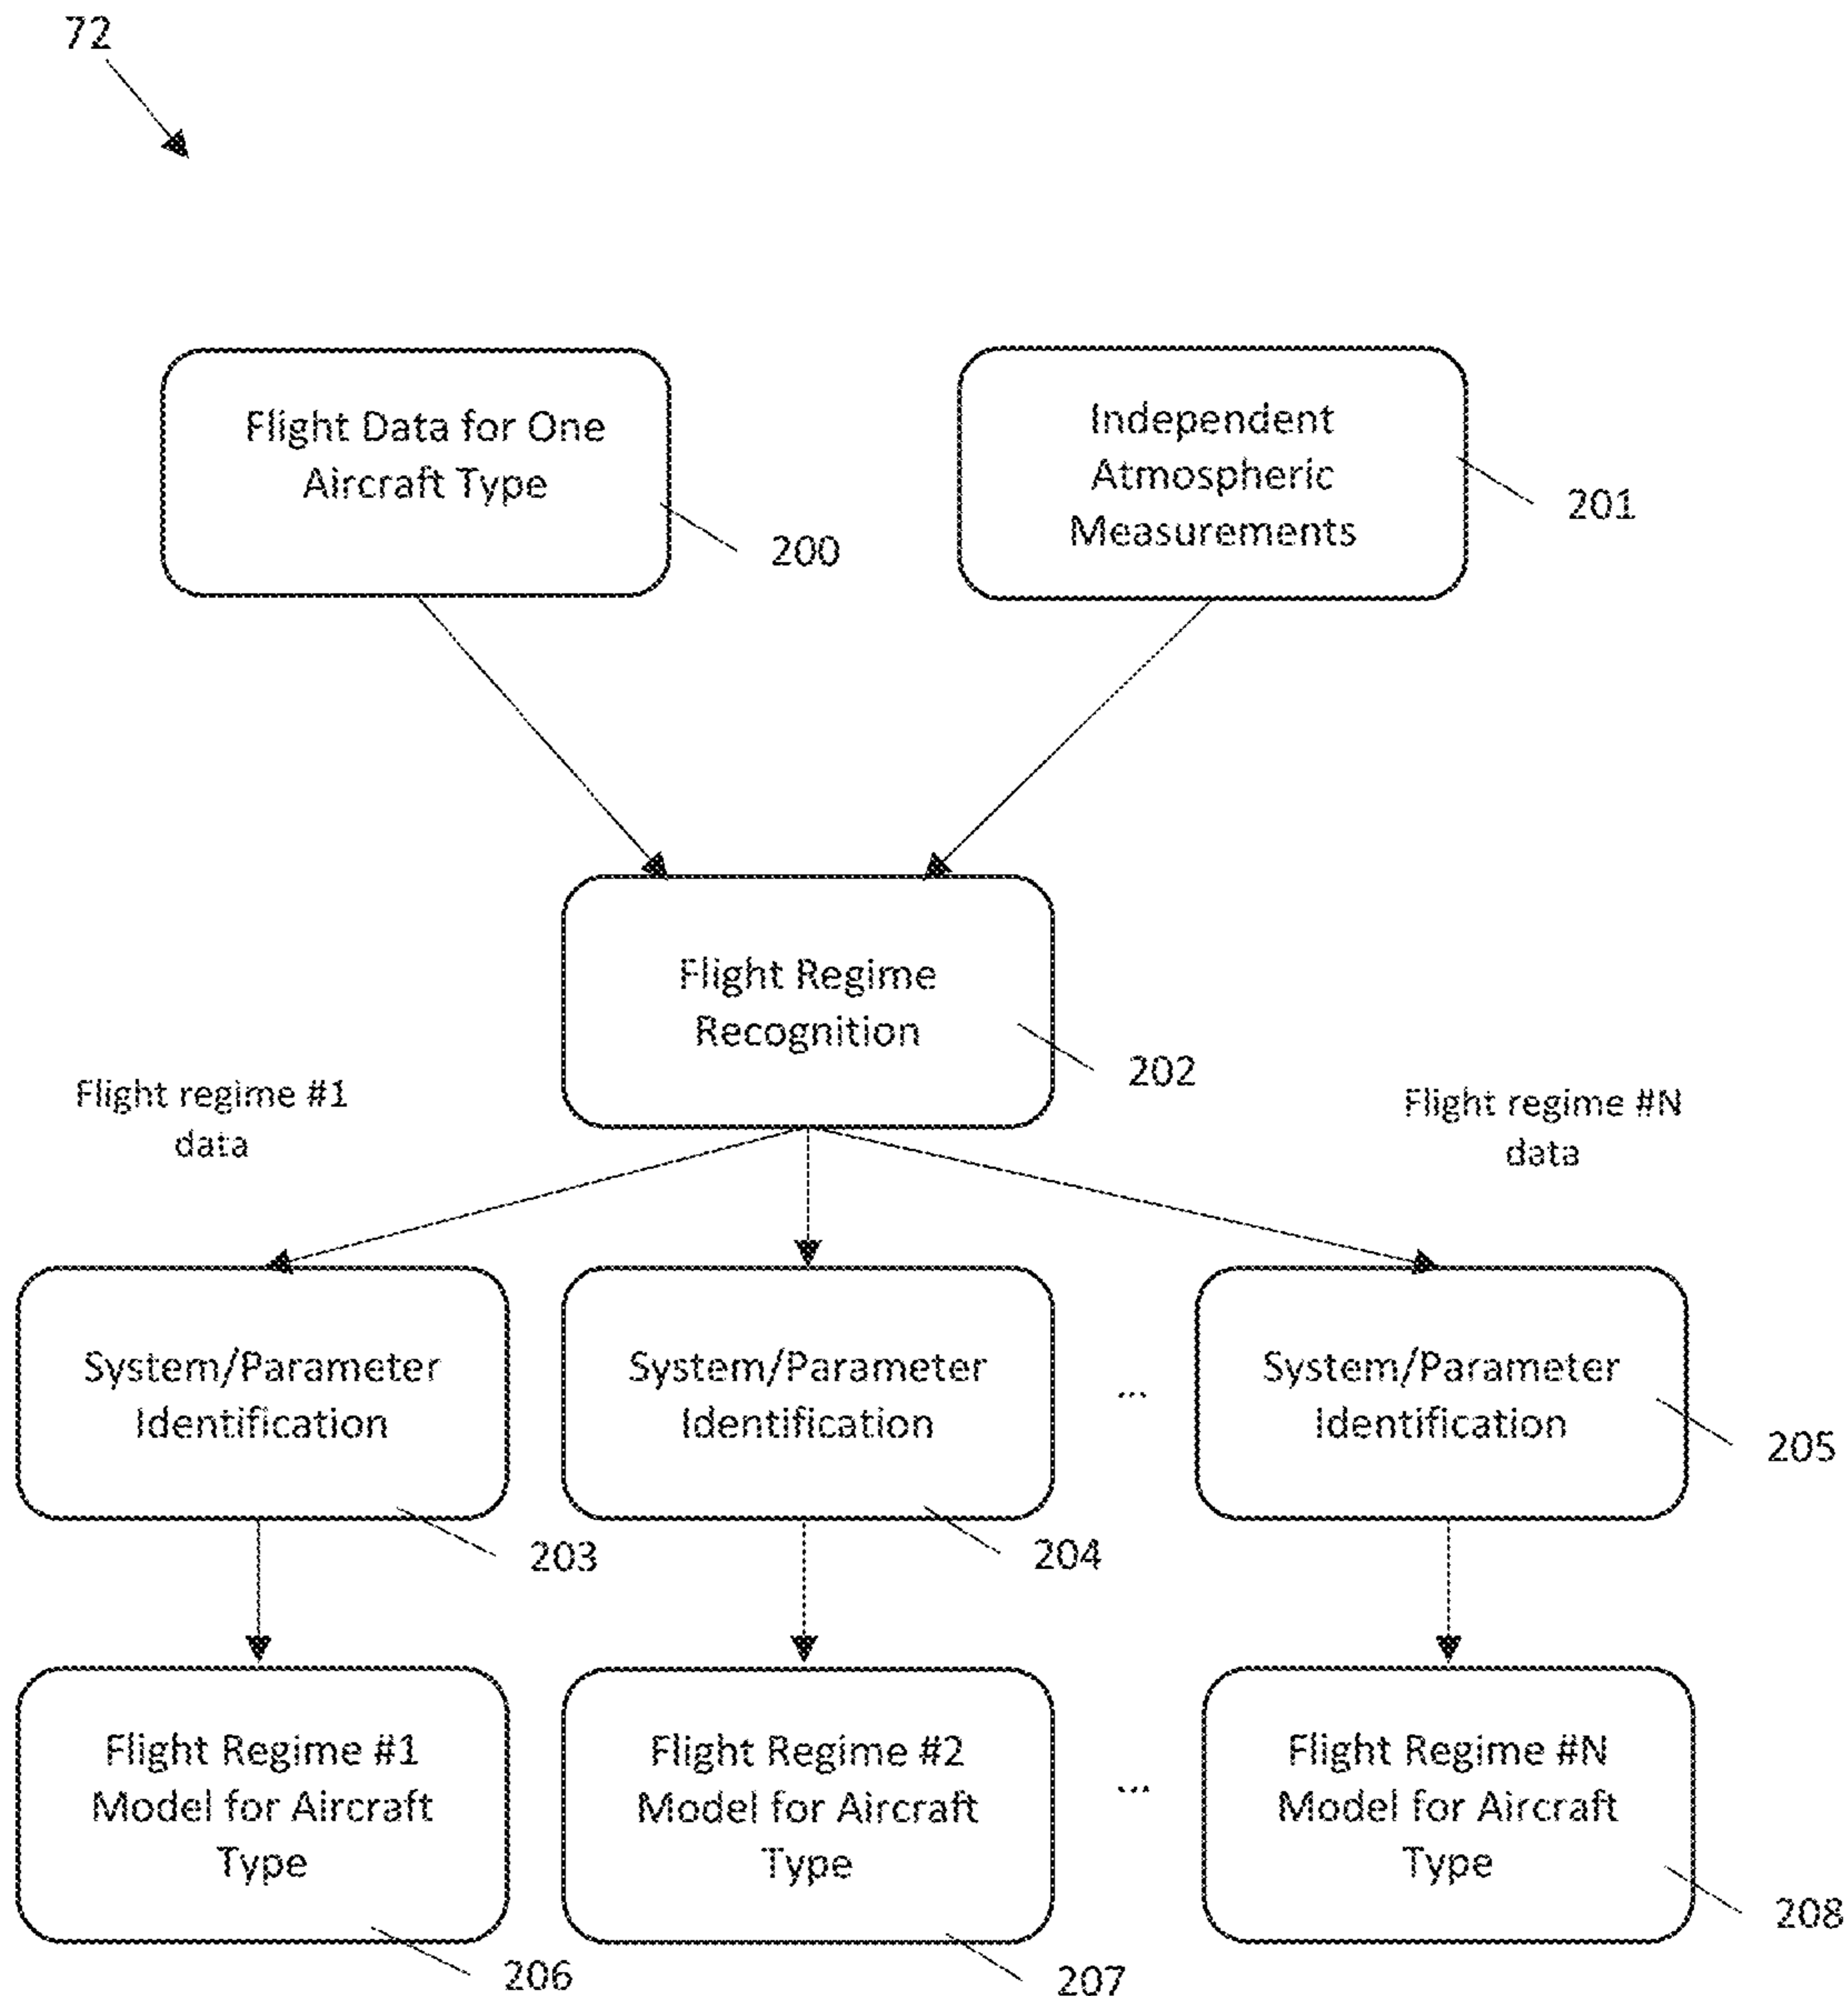 72
Flight Data for One
Aircraft Type
200
Independent
Atmospheric
Measurements
201
Flight Regime
Recognition
202
Flight regime #1
data
Flight regime #N
data
System/Parameter
Identification
203
System/Parameter
Identification
204
...
System/Parameter
Identification
205
Flight Regime #1
Model for Aircraft
Type
206
Flight Regime #2
Model for Aircraft
Type
207
...
Flight Regime #N
Model for Aircraft
Type
208